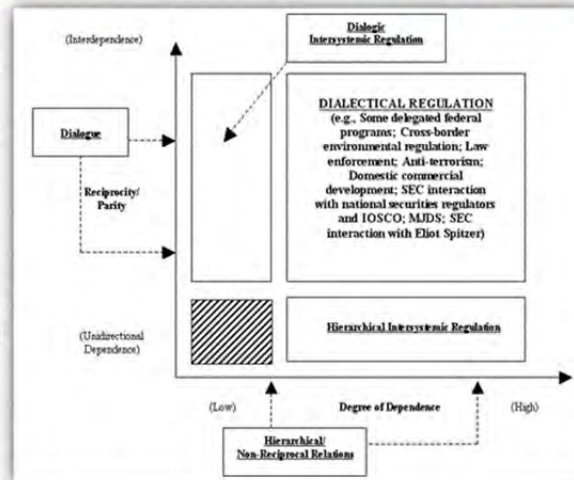 (Interdependence)
Dialogic
Intersystemic Regulation
Dialogue
Reciprocity/
Parity
DIALECTICAL REGULATION
(e.g., Some delegated federal
programs; Cross-border
environmental regulation; Law
enforcement; Anti-terrorism;
Domestic commercial
development; SEC interaction
with national securities regulators
and IOSCO; MJDS; SEC
interaction with Eliot Spitzer)
(Unidirectional
Dependence)
Hierarchical Intersystemic Regulation
(Low)
Degree of Dependence
(High)
Hierarchical/
Non-Reciprocal Relations